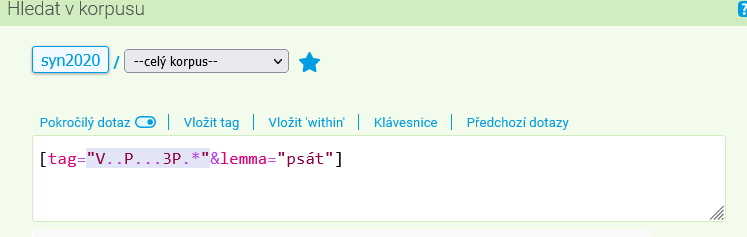 Hledat v korpusu
?
syn2020 / --celý korpus--
Pokročilý dotaz | Vložit tag | Vložit 'within' | Klávesnice | Předchozí dotazy
[tag="V..P...3P.*"&lemma="psát"]